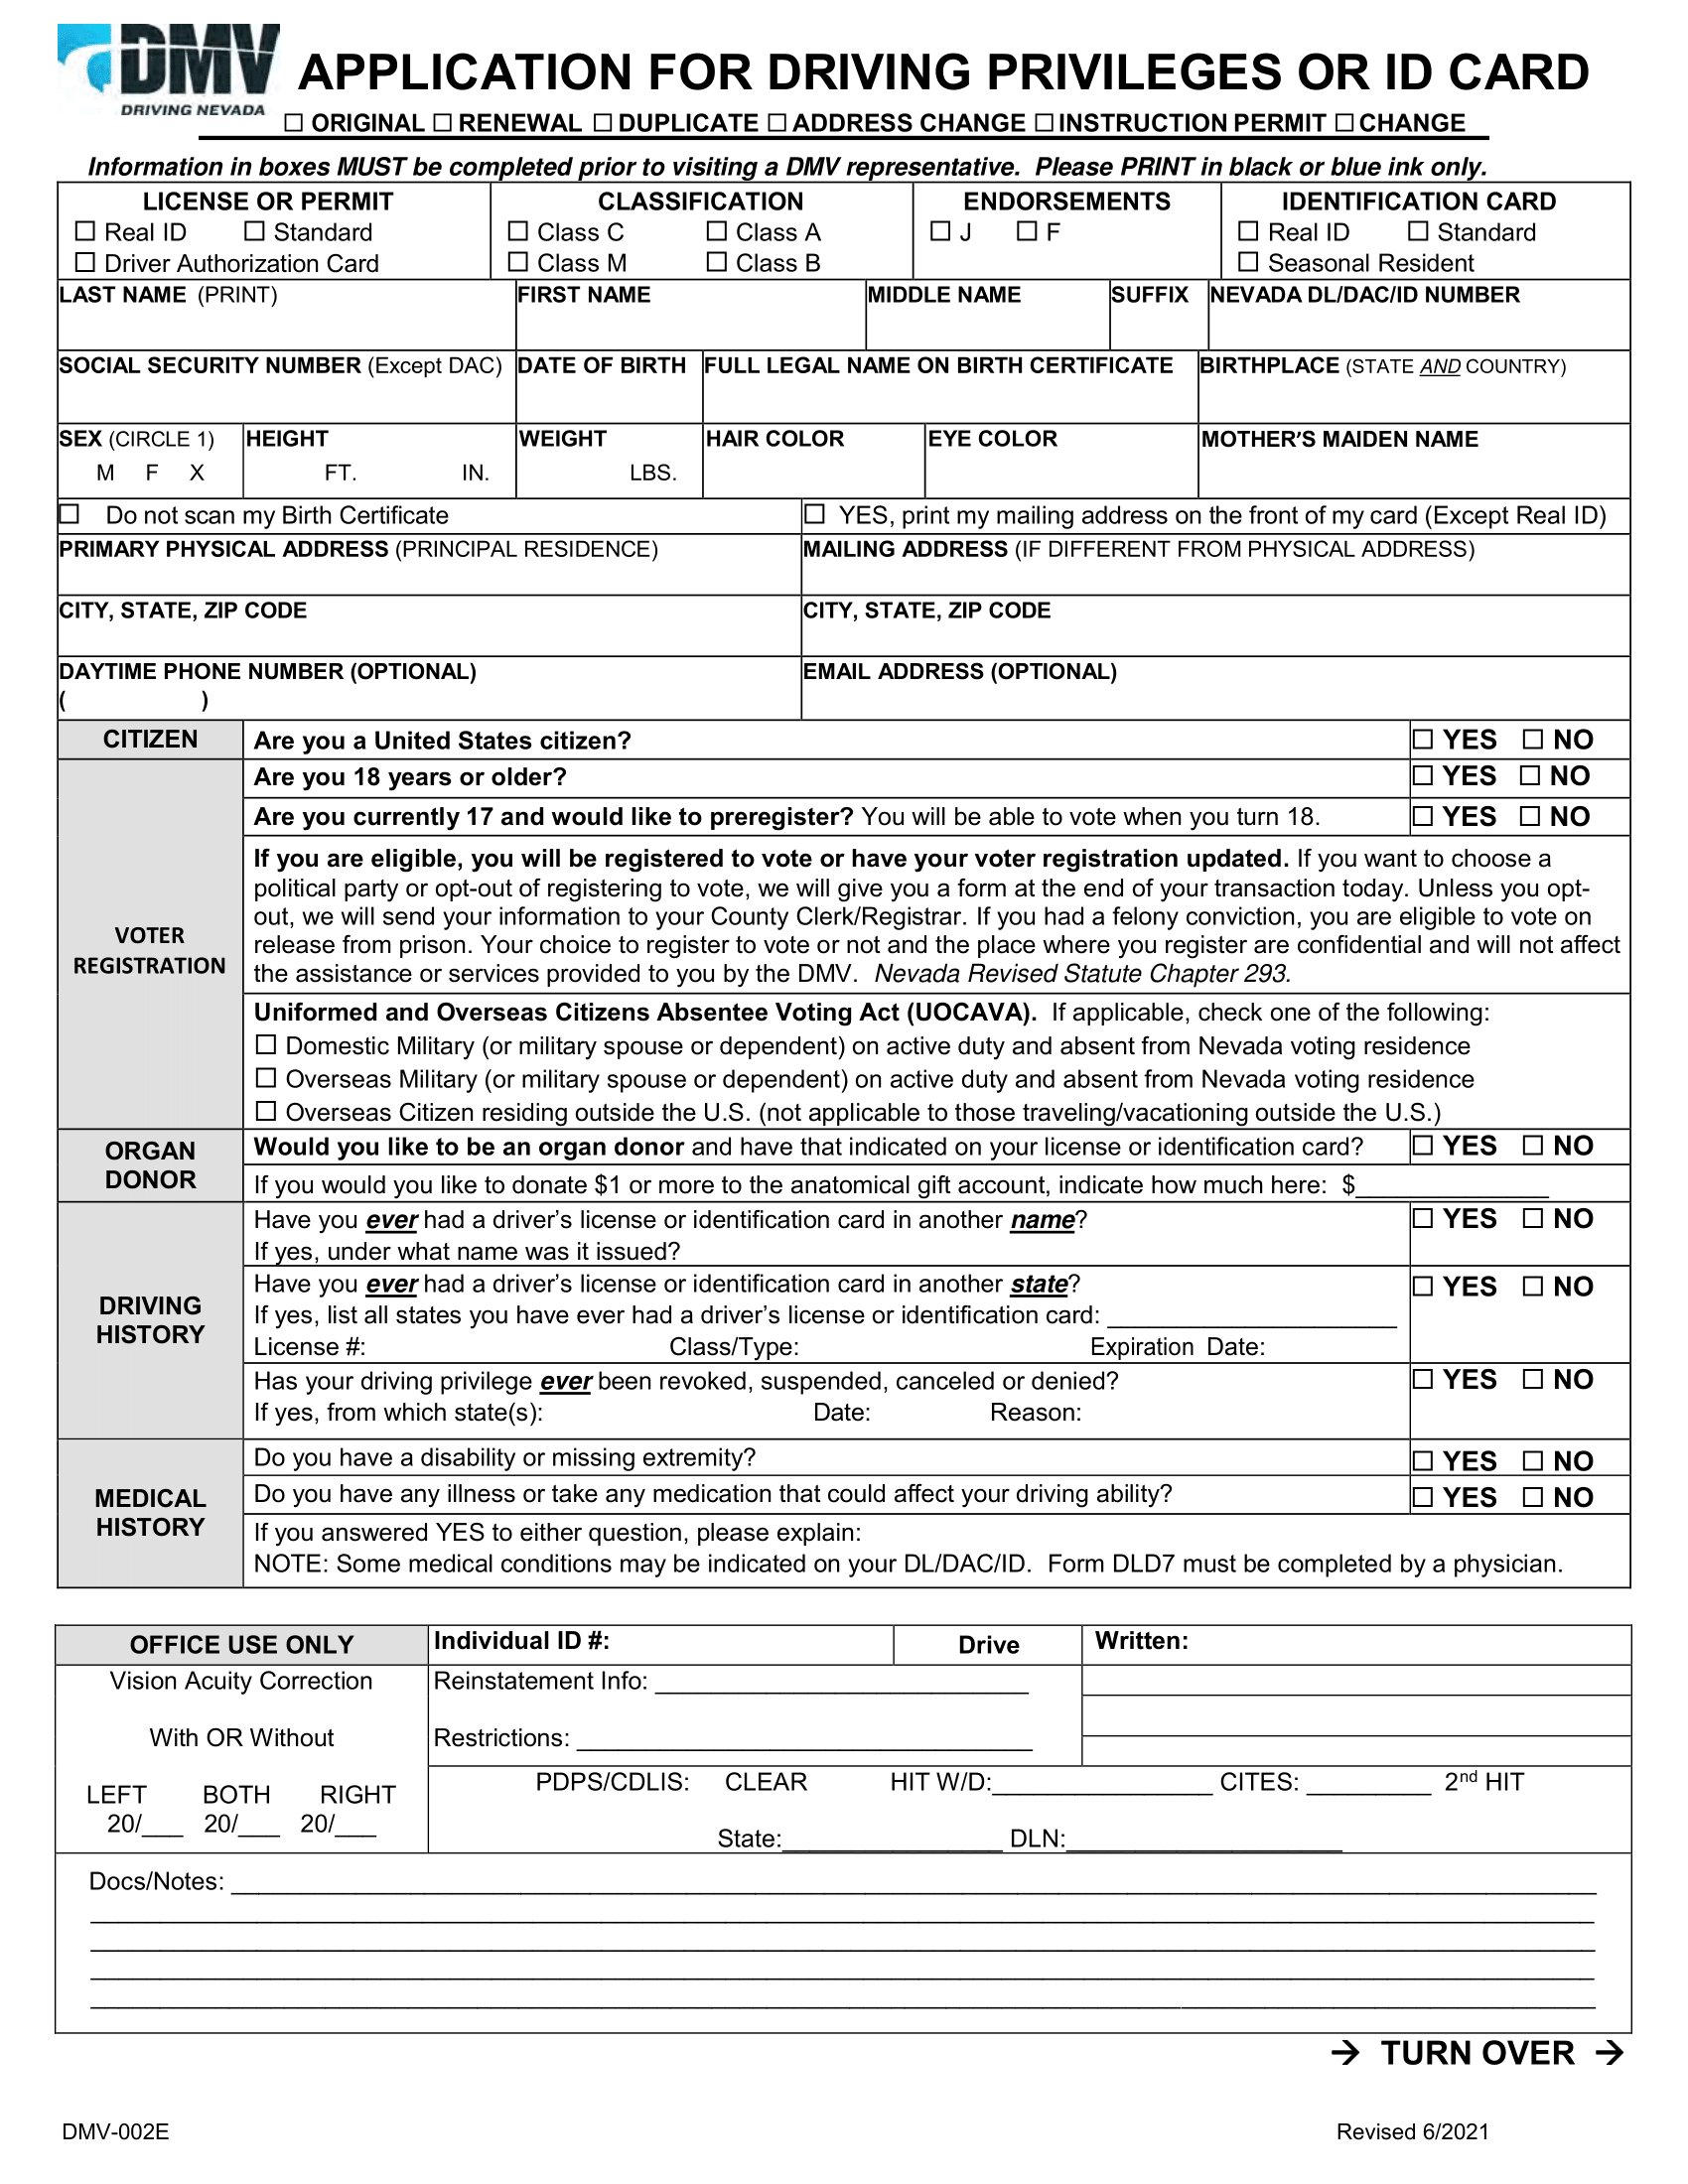 DMV
DRIVING NEVADA
APPLICATION FOR DRIVING PRIVILEGES OR ID CARD
☐ ORIGINAL ☐ RENEWAL ☐ DUPLICATE ☐ ADDRESS CHANGE ☐ INSTRUCTION PERMIT ☐ CHANGE
Information in boxes MUST be completed prior to visiting a DMV representative. Please PRINT in black or blue ink only.
LICENSE OR PERMIT CLASSIFICATION ENDORSEMENTS IDENTIFICATION CARD
☐ Real ID ☐ Standard ☐ Class C ☐ Class A ☐ J ☐ F ☐ Real ID ☐ Standard
☐ Driver Authorization Card ☐ Class M ☐ Class B ☐ Seasonal Resident
LAST NAME (PRINT) FIRST NAME MIDDLE NAME SUFFIX NEVADA DL/DAC/ID NUMBER
SOCIAL SECURITY NUMBER (Except DAC) DATE OF BIRTH FULL LEGAL NAME ON BIRTH CERTIFICATE BIRTHPLACE (STATE AND COUNTRY)
SEX (CIRCLE 1) HEIGHT WEIGHT HAIR COLOR EYE COLOR MOTHER'S MAIDEN NAME
M F X FT. IN. LBS.
☐ Do not scan my Birth Certificate ☐ YES, print my mailing address on the front of my card (Except Real ID)
PRIMARY PHYSICAL ADDRESS (PRINCIPAL RESIDENCE) MAILING ADDRESS (IF DIFFERENT FROM PHYSICAL ADDRESS)
CITY, STATE, ZIP CODE CITY, STATE, ZIP CODE
DAYTIME PHONE NUMBER (OPTIONAL) EMAIL ADDRESS (OPTIONAL)
( )
CITIZEN Are you a United States citizen? ☐ YES ☐ NO
Are you 18 years or older? ☐ YES ☐ NO
Are you currently 17 and would like to preregister? You will be able to vote when you turn 18. ☐ YES ☐ NO
VOTER
REGISTRATION
If you are eligible, you will be registered to vote or have your voter registration updated. If you want to choose a
political party or opt-out of registering to vote, we will give you a form at the end of your transaction today. Unless you opt-
out, we will send your information to your County Clerk/Registrar. If you had a felony conviction, you are eligible to vote on
release from prison. Your choice to register to vote or not and the place where you register are confidential and will not affect
the assistance or services provided to you by the DMV. Nevada Revised Statute Chapter 293.
Uniformed and Overseas Citizens Absentee Voting Act (UOCAVA). If applicable, check one of the following:
☐ Domestic Military (or military spouse or dependent) on active duty and absent from Nevada voting residence
☐ Overseas Military (or military spouse or dependent) on active duty and absent from Nevada voting residence
☐ Overseas Citizen residing outside the U.S. (not applicable to those traveling/vacationing outside the U.S.)
ORGAN
DONOR
Would you like to be an organ donor and have that indicated on your license or identification card? ☐ YES ☐ NO
If you would you like to donate $1 or more to the anatomical gift account, indicate how much here: $______________
DRIVING
HISTORY
Have you ever had a driver's license or identification card in another name? ☐ YES ☐ NO
If yes, under what name was it issued?
Have you ever had a driver's license or identification card in another state? ☐ YES ☐ NO
If yes, list all states you have ever had a driver's license or identification card: _____________________
License #: Class/Type: Expiration Date:
Has your driving privilege ever been revoked, suspended, canceled or denied? ☐ YES ☐ NO
If yes, from which state(s): Date: Reason:
MEDICAL
HISTORY
Do you have a disability or missing extremity? ☐ YES ☐ NO
Do you have any illness or take any medication that could affect your driving ability? ☐ YES ☐ NO
If you answered YES to either question, please explain:
NOTE: Some medical conditions may be indicated on your DL/DAC/ID. Form DLD7 must be completed by a physician.
OFFICE USE ONLY Individual ID #: Drive Written:
Vision Acuity Correction Reinstatement Info: ___________________________
With OR Without Restrictions: _________________________________
PDPS/CDLIS: CLEAR HIT W/D:________________ CITES: _________ 2nd HIT
LEFT BOTH RIGHT
20/___ 20/___ 20/___
State:________________ DLN:____________________
Docs/Notes: ____________________
→ TURN OVER →
DMV-002E Revised 6/2021